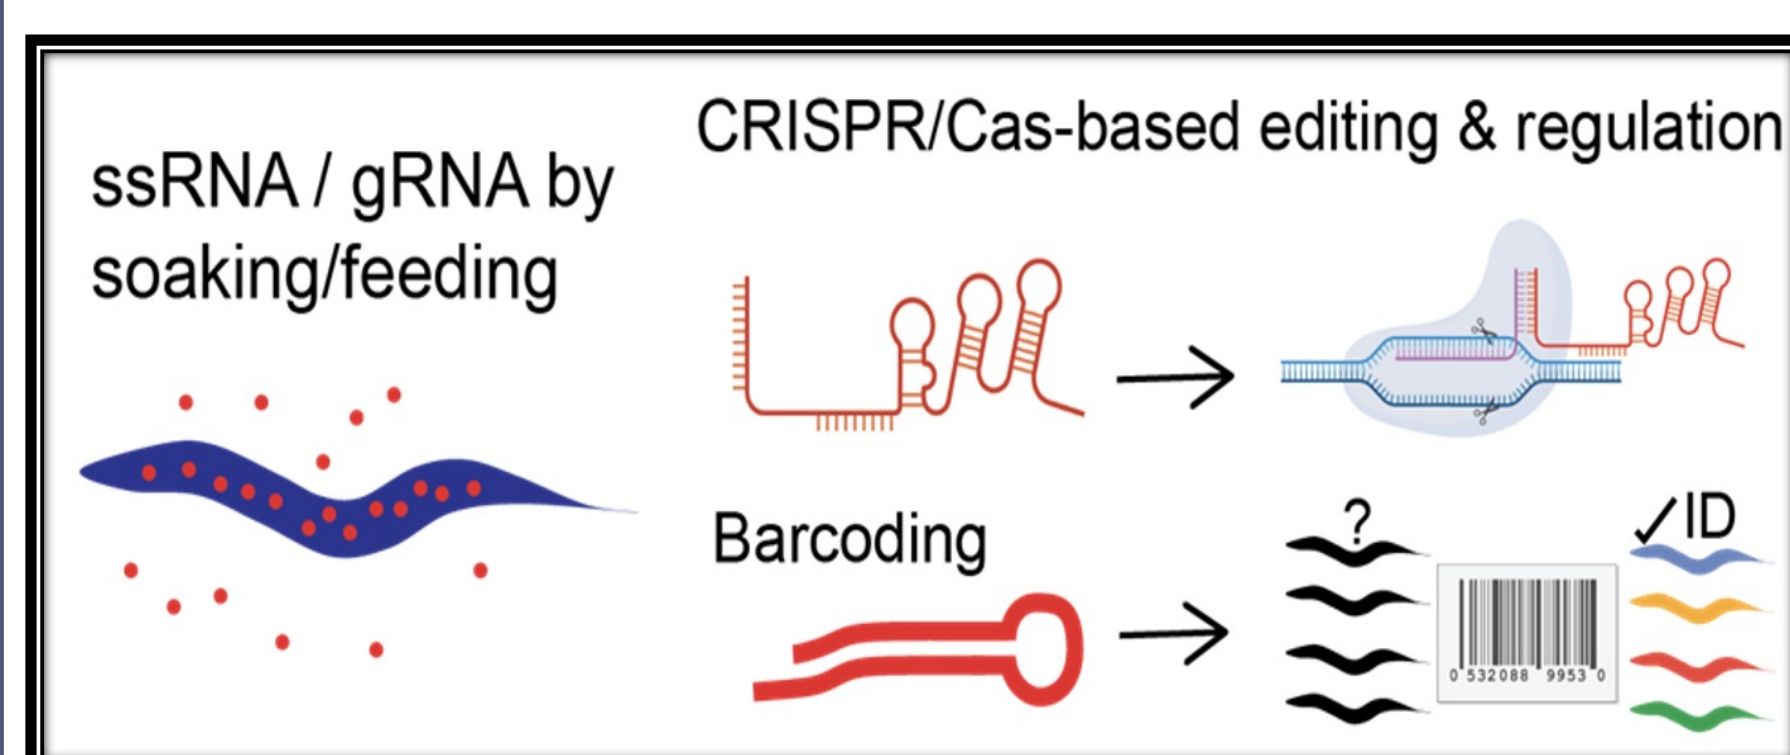 ssRNA / gRNA by
soaking/feeding
CRISPR/Cas-based editing & regulation
Barcoding
?
✓ID
0 532088 9953 0